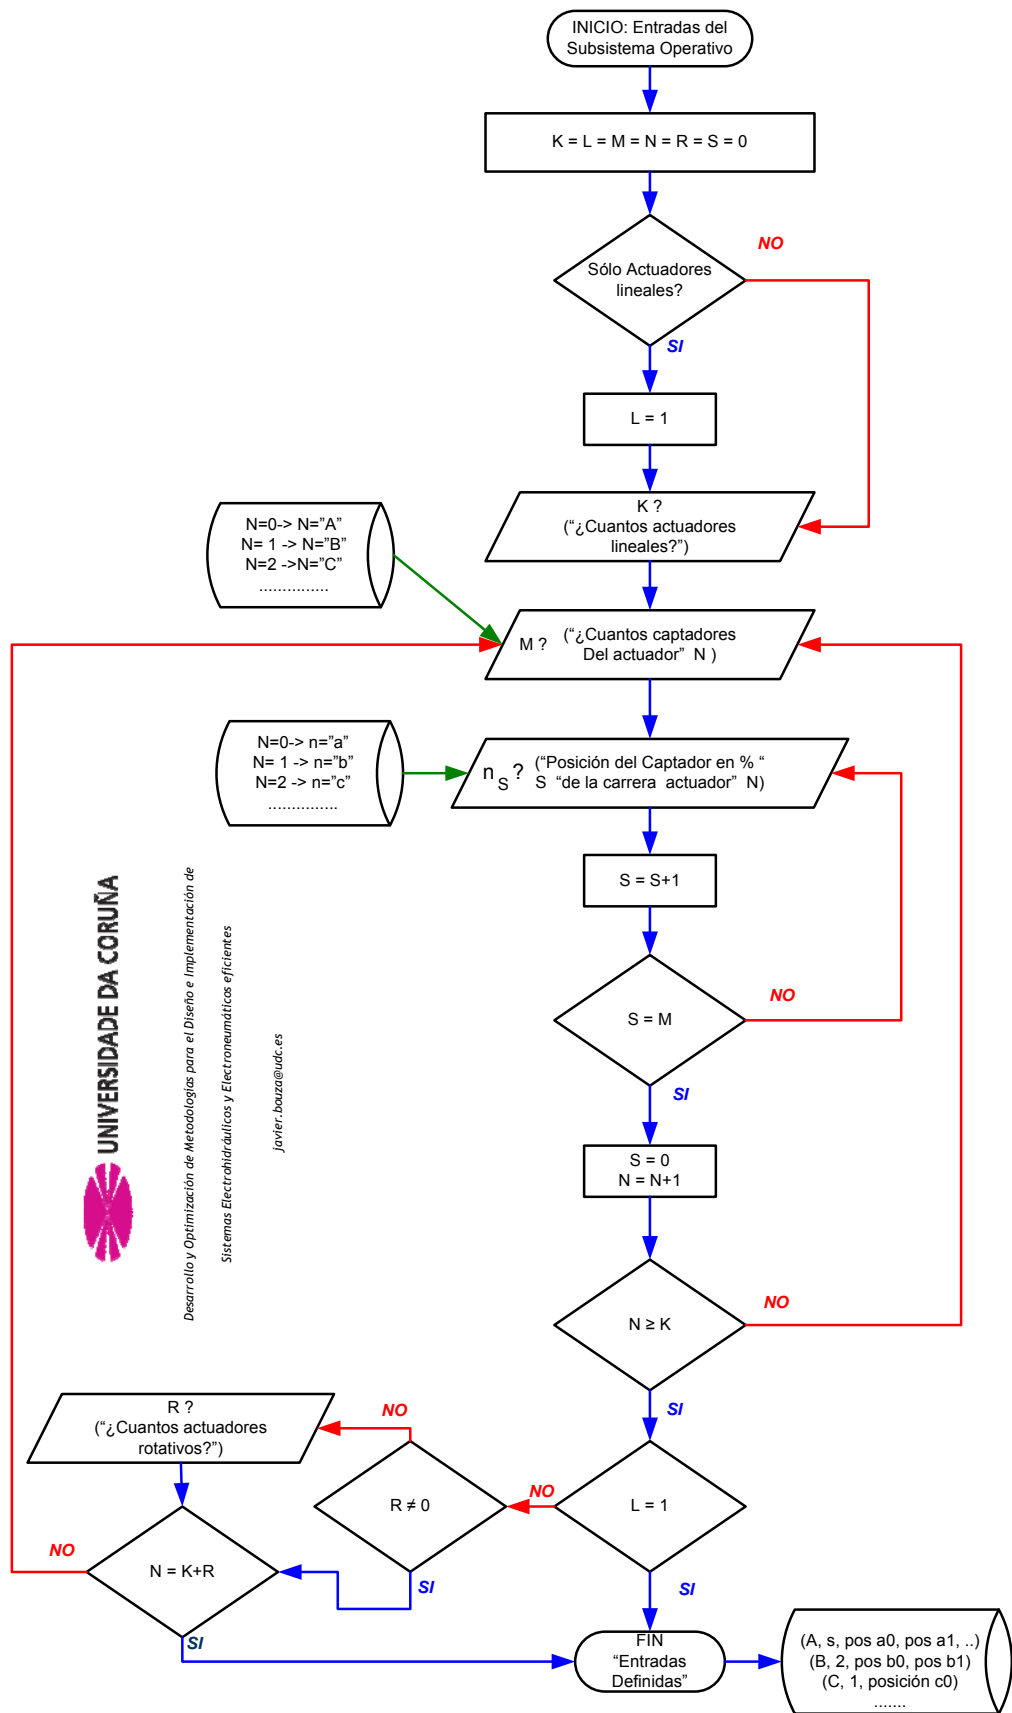 INICIO: Entradas del
Subsistema Operativo
K = L = M = N = R = S = 0
Sólo Actuadores
lineales?
NO
SI
L = 1
K ?
(“¿Cuantos actuadores
lineales?”)
N=0-> N=”A”
N= 1 -> N=”B”
N=2 ->N=”C”
................
M ? (“¿Cuantos captadores
Del actuador” N )
N=0-> n=”a”
N= 1 -> n=”b”
N=2 -> n=”c”
................
nS ? (“Posición del Captador en % “
S “de la carrera actuador” N)
S = S+1
S = M
NO
SI
S = 0
N = N+1
N ≥ K
NO
SI
L = 1
NO
SI
R ≠ 0
NO
SI
R ?
(“¿Cuantos actuadores
rotativos?”)
N = K+R
NO
SI
FIN
“Entradas
Definidas”
(A, s, pos a0, pos a1, ..)
(B, 2, pos b0, pos b1)
(C, 1, posición c0)
.......
UNIVERSIDADE DA CORUÑA
Desarrollo y Optimización de Metodologías para el Diseño e Implementación de
Sistemas Electrohidráulicos y Electroneumáticos eficientes
javier.bouza@udc.es